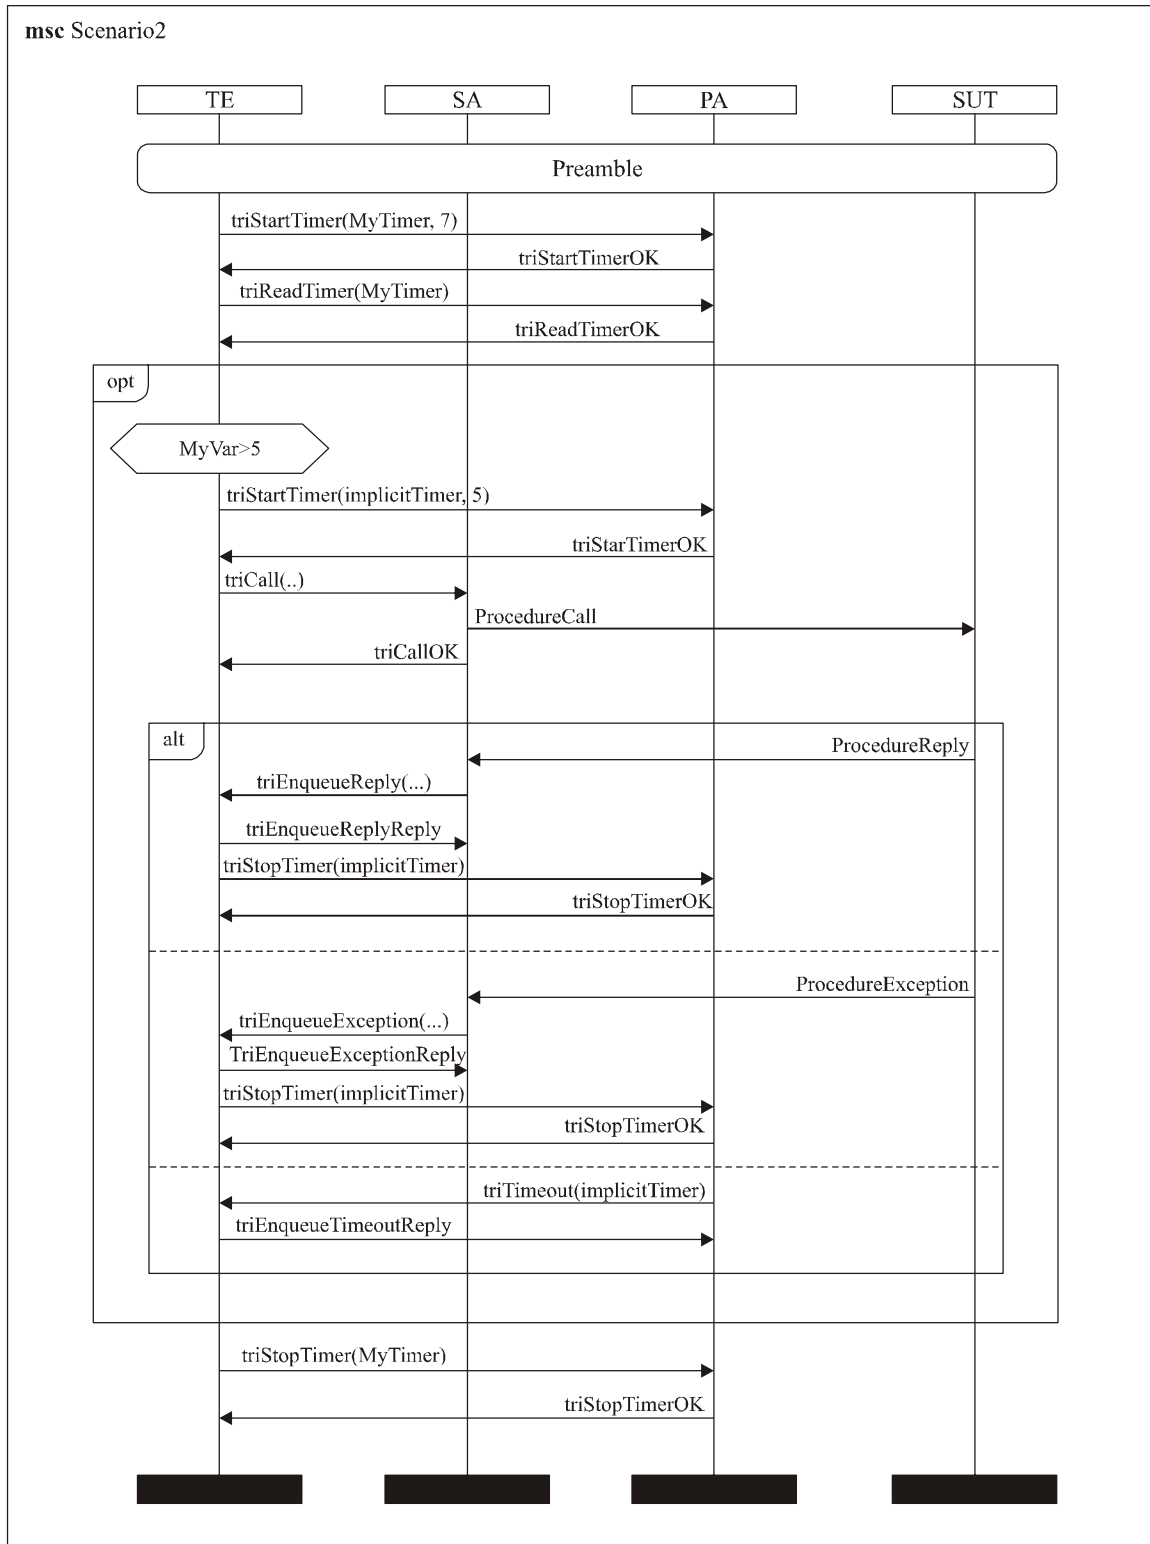 msc Scenario2
TE SA PA SUT
Preamble
triStartTimer(MyTimer, 7)
triStartTimerOK
triReadTimer(MyTimer)
triReadTimerOK
opt
MyVar>5
triStartTimer(implicitTimer, 5)
triStarTimerOK
triCall(..)
ProcedureCall
triCallOK
alt
ProcedureReply
triEnqueueReply(...)
triEnqueueReplyReply
triStopTimer(implicitTimer)
triStopTimerOK
ProcedureException
triEnqueueException(...)
TriEnqueueExceptionReply
triStopTimer(implicitTimer)
triStopTimerOK
triTimeout(implicitTimer)
triEnqueueTimeoutReply
triStopTimer(MyTimer)
triStopTimerOK